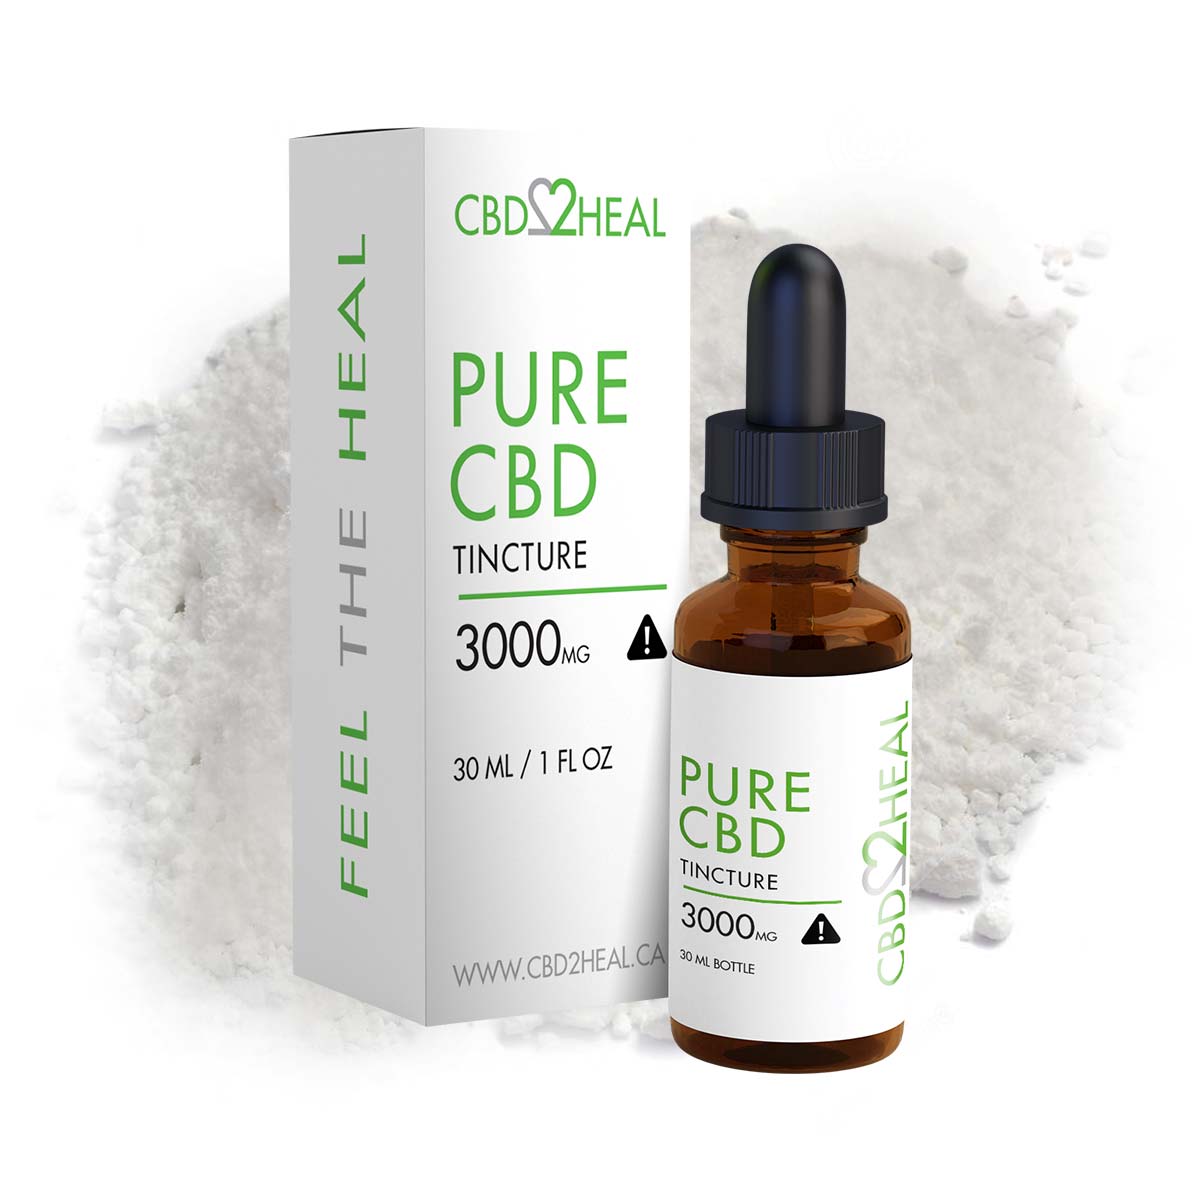 FEEL THE HEAL
CBD2HEAL
PURE
CBD
TINCTURE
3000MG
30 ML / 1 FL OZ
WWW.CBD2HEAL.CA
PURE
CBD
TINCTURE
3000MG
30 ML BOTTLE
CBD2HEAL